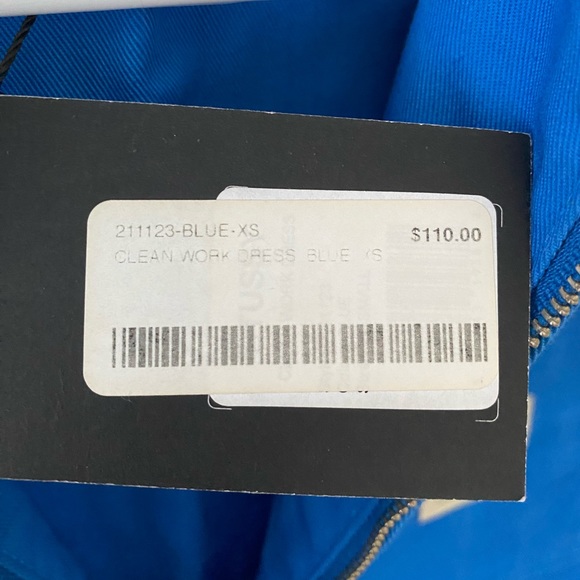 211123-BLUE-XS
$110.00
CLEAN WORK DRESS BLUE XS